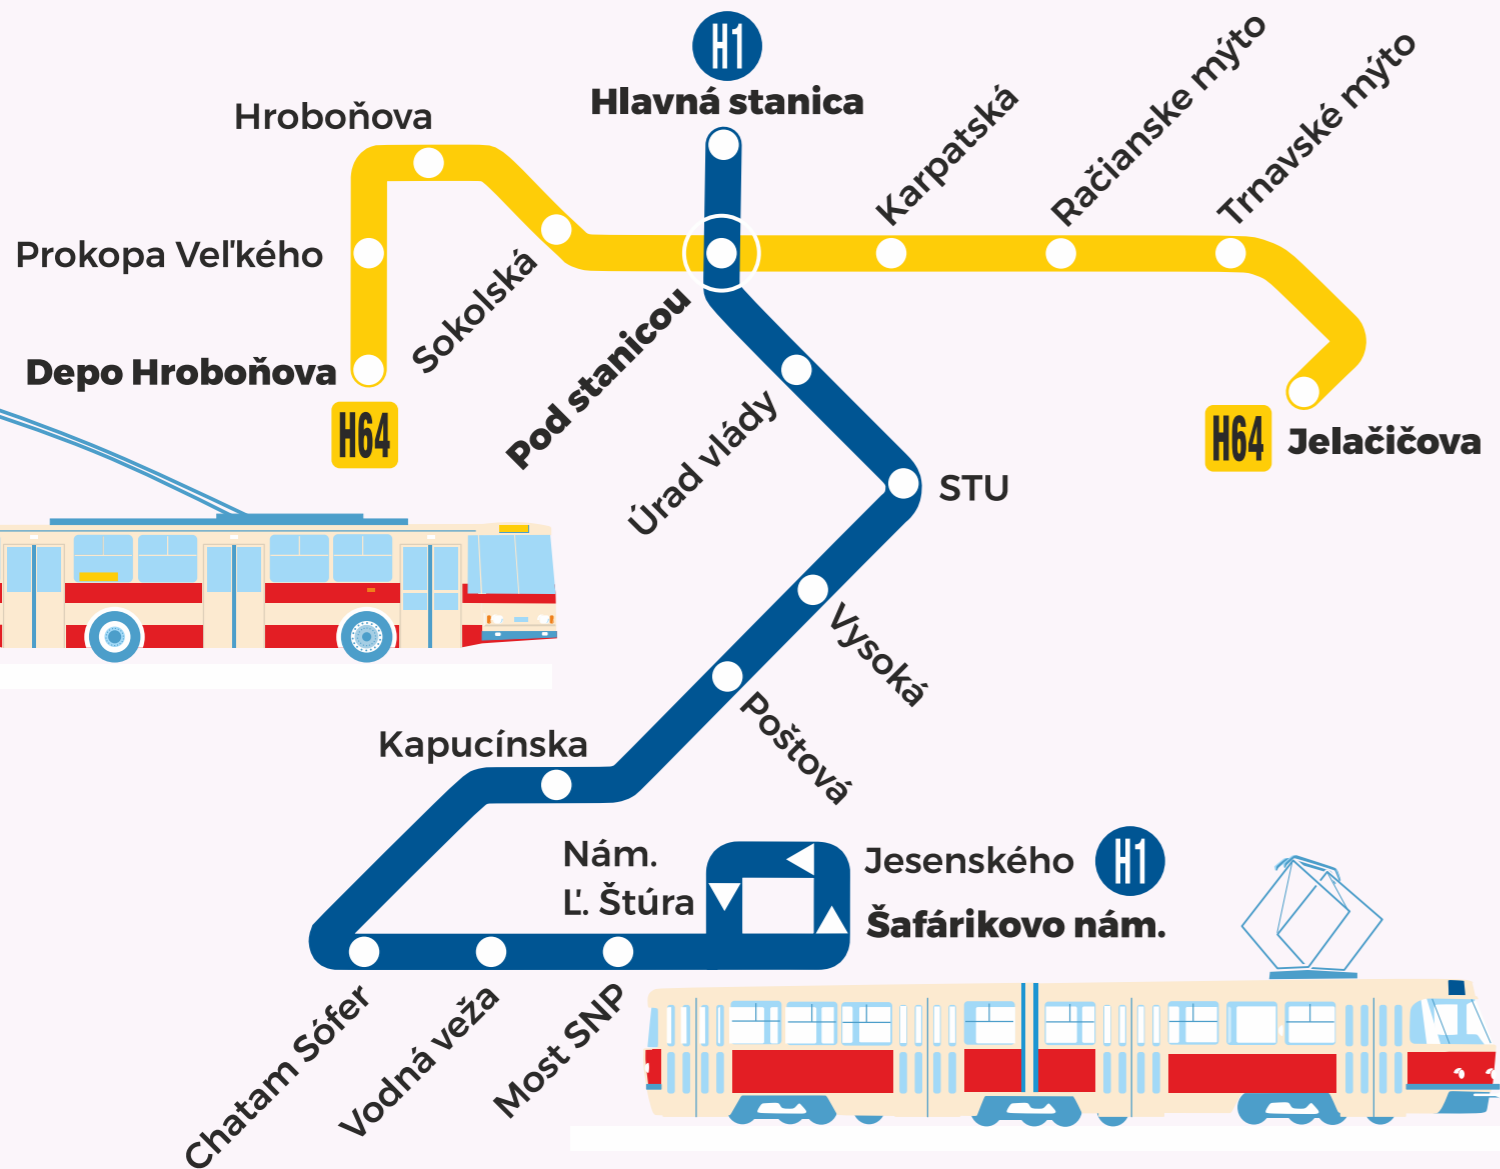 H1
Hlavná stanica
Hroboňova
Karpatská
Račianske mýto
Trnavské mýto
Prokopa Veľkého
Sokolská
Pod stanicou
Depo Hroboňova
H64
H64
Jelačičova
Úrad vlády
STU
Vysoká
Poštová
Kapucínska
Nám.
Ľ. Štúra
Jesenského
H1
Šafárikovo nám.
Chatam Sófer
Vodná veža
Most SNP